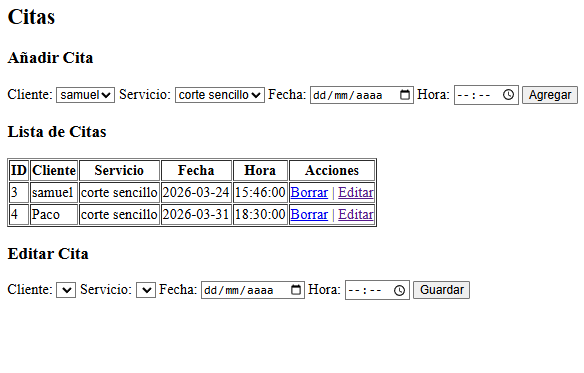 Citas
Añadir Cita
Cliente: samuel Servicio: corte sencillo Fecha: dd/mm/aaaa Hora: --:-- Agregar
Lista de Citas
ID Cliente Servicio Fecha Hora Acciones
3 samuel corte sencillo 2026-03-24 15:46:00 Borrar | Editar
4 Paco corte sencillo 2026-03-31 18:30:00 Borrar | Editar
Editar Cita
Cliente: Servicio: Fecha: dd/mm/aaaa Hora: --:-- Guardar